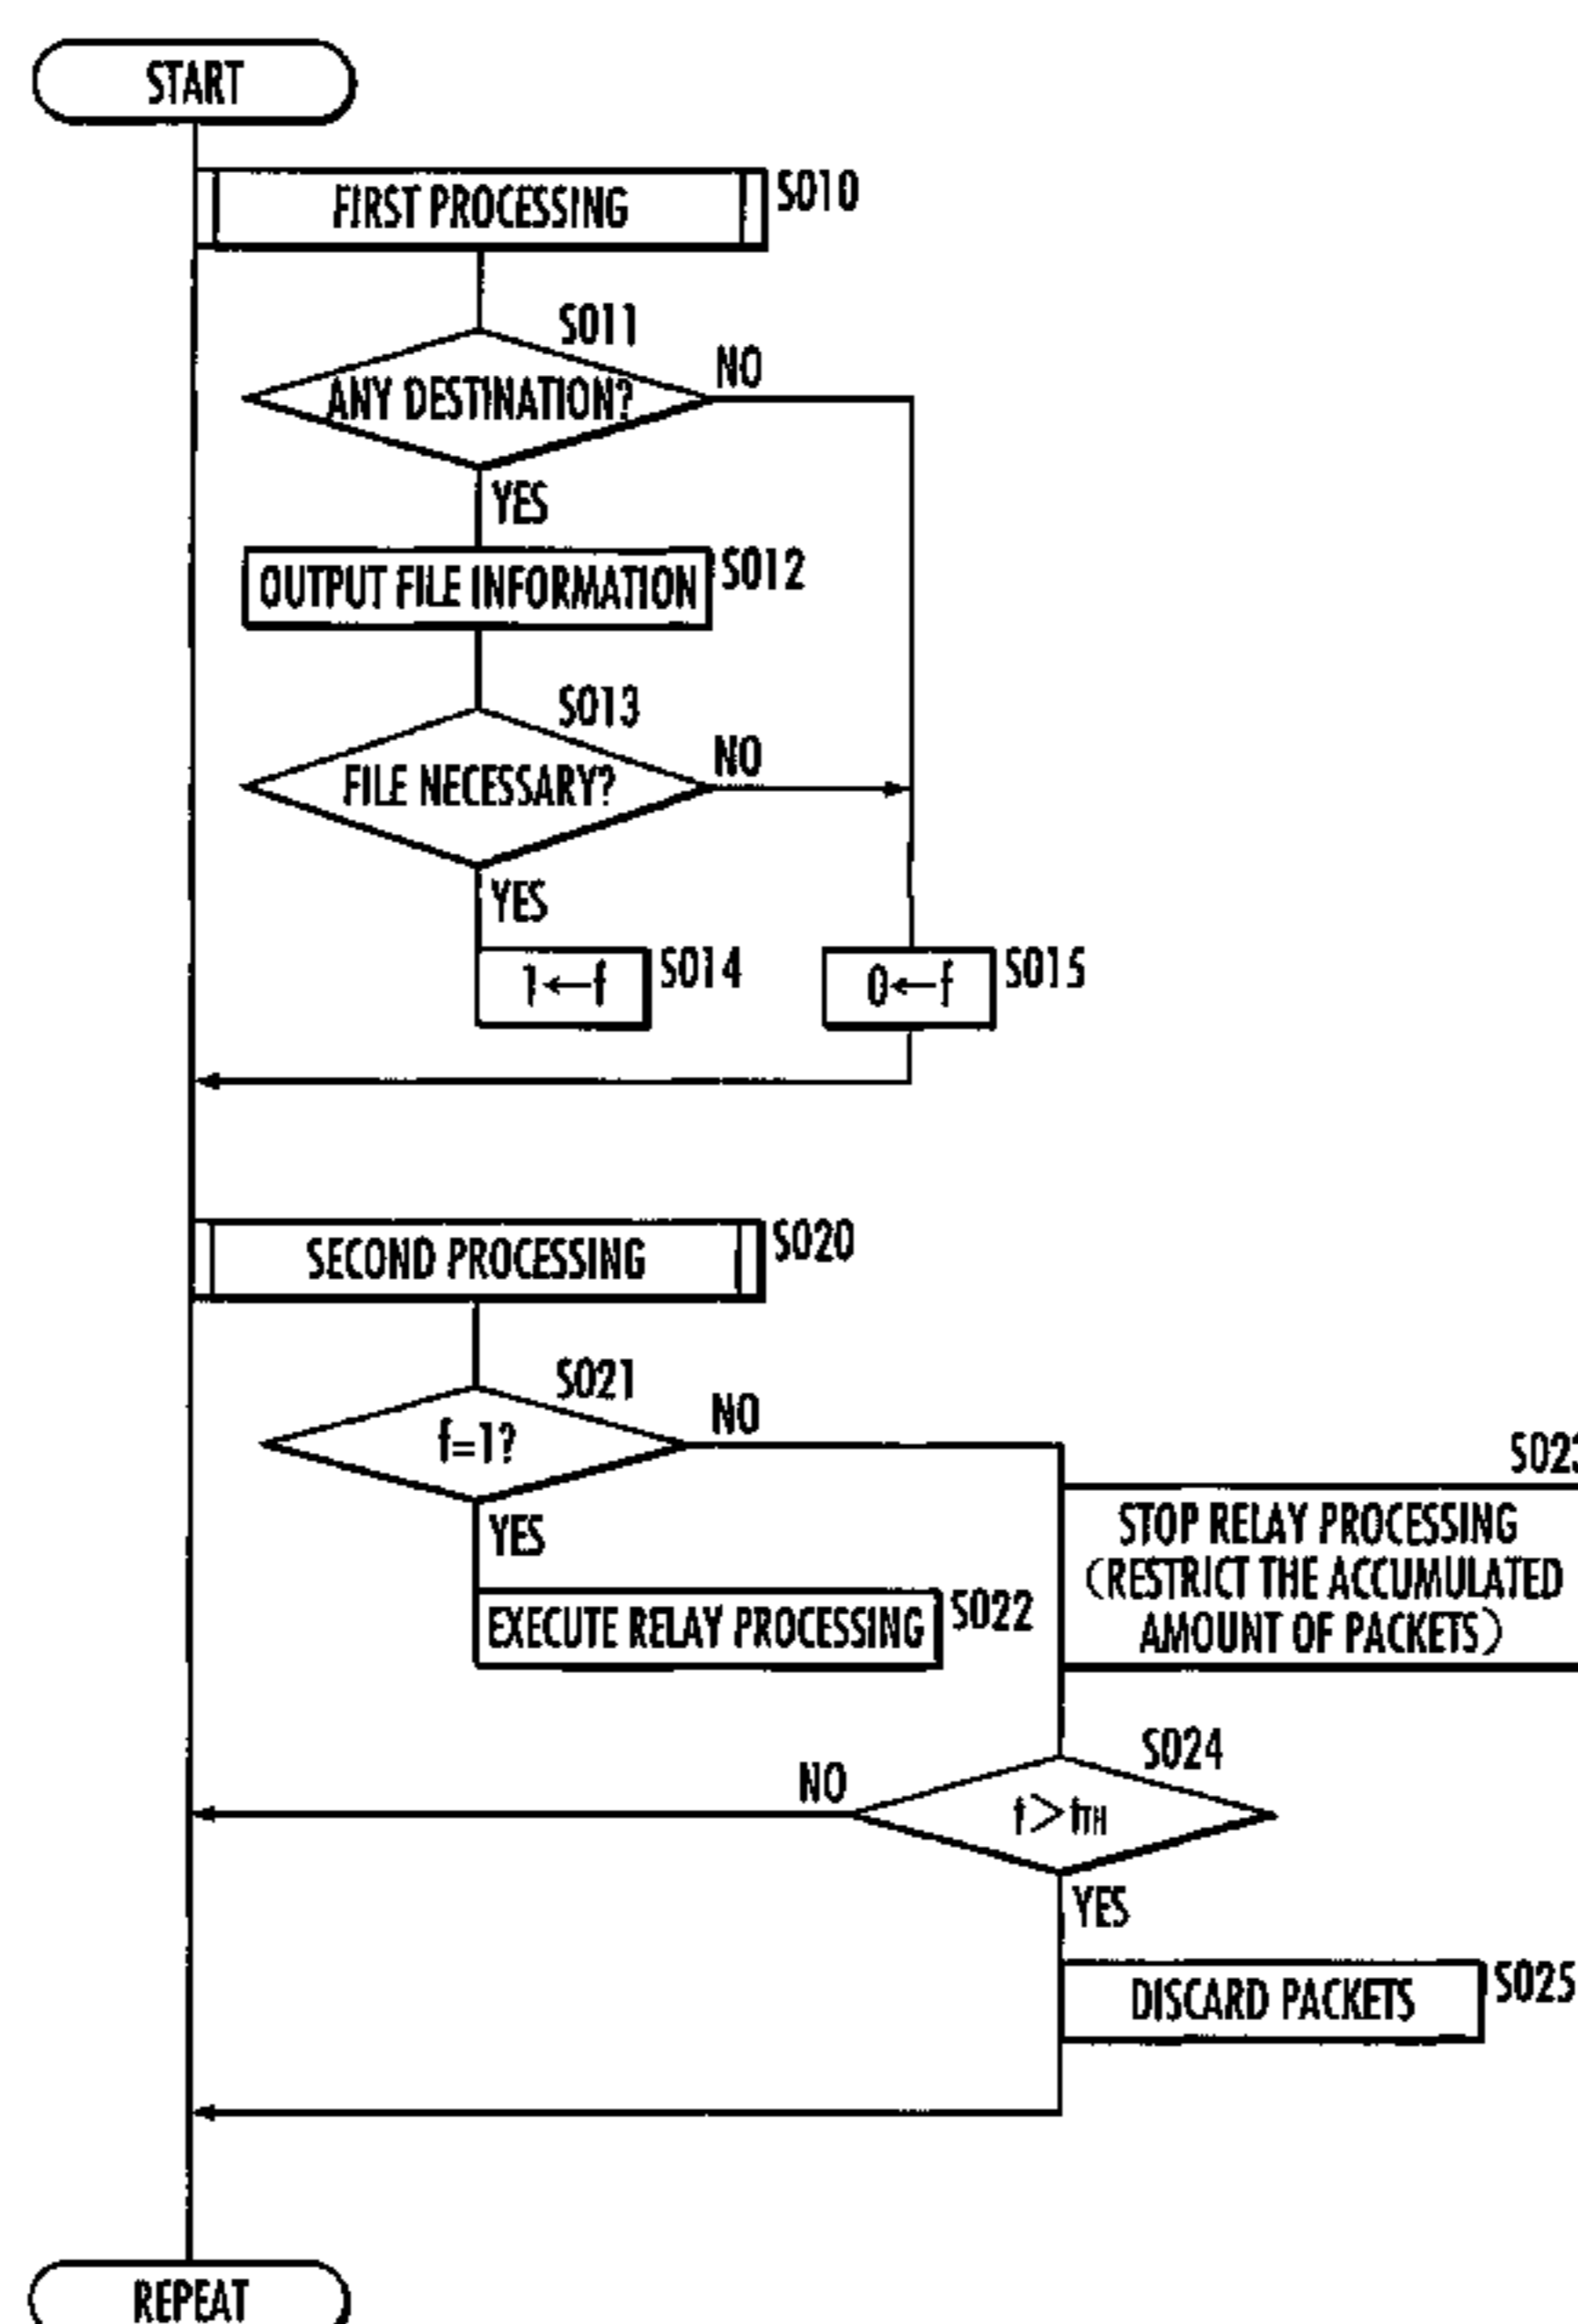 START
FIRST PROCESSING S010
S011
ANY DESTINATION? NO
YES
OUTPUT FILE INFORMATION S012
S013
FILE NECESSARY? NO
YES
1←f S014
0←f S015
SECOND PROCESSING S020
S021
f=1? NO
YES
EXECUTE RELAY PROCESSING S022
S023
STOP RELAY PROCESSING
(RESTRICT THE ACCUMULATED
AMOUNT OF PACKETS)
S024
NO
t>tTH
YES
DISCARD PACKETS S025
REPEAT